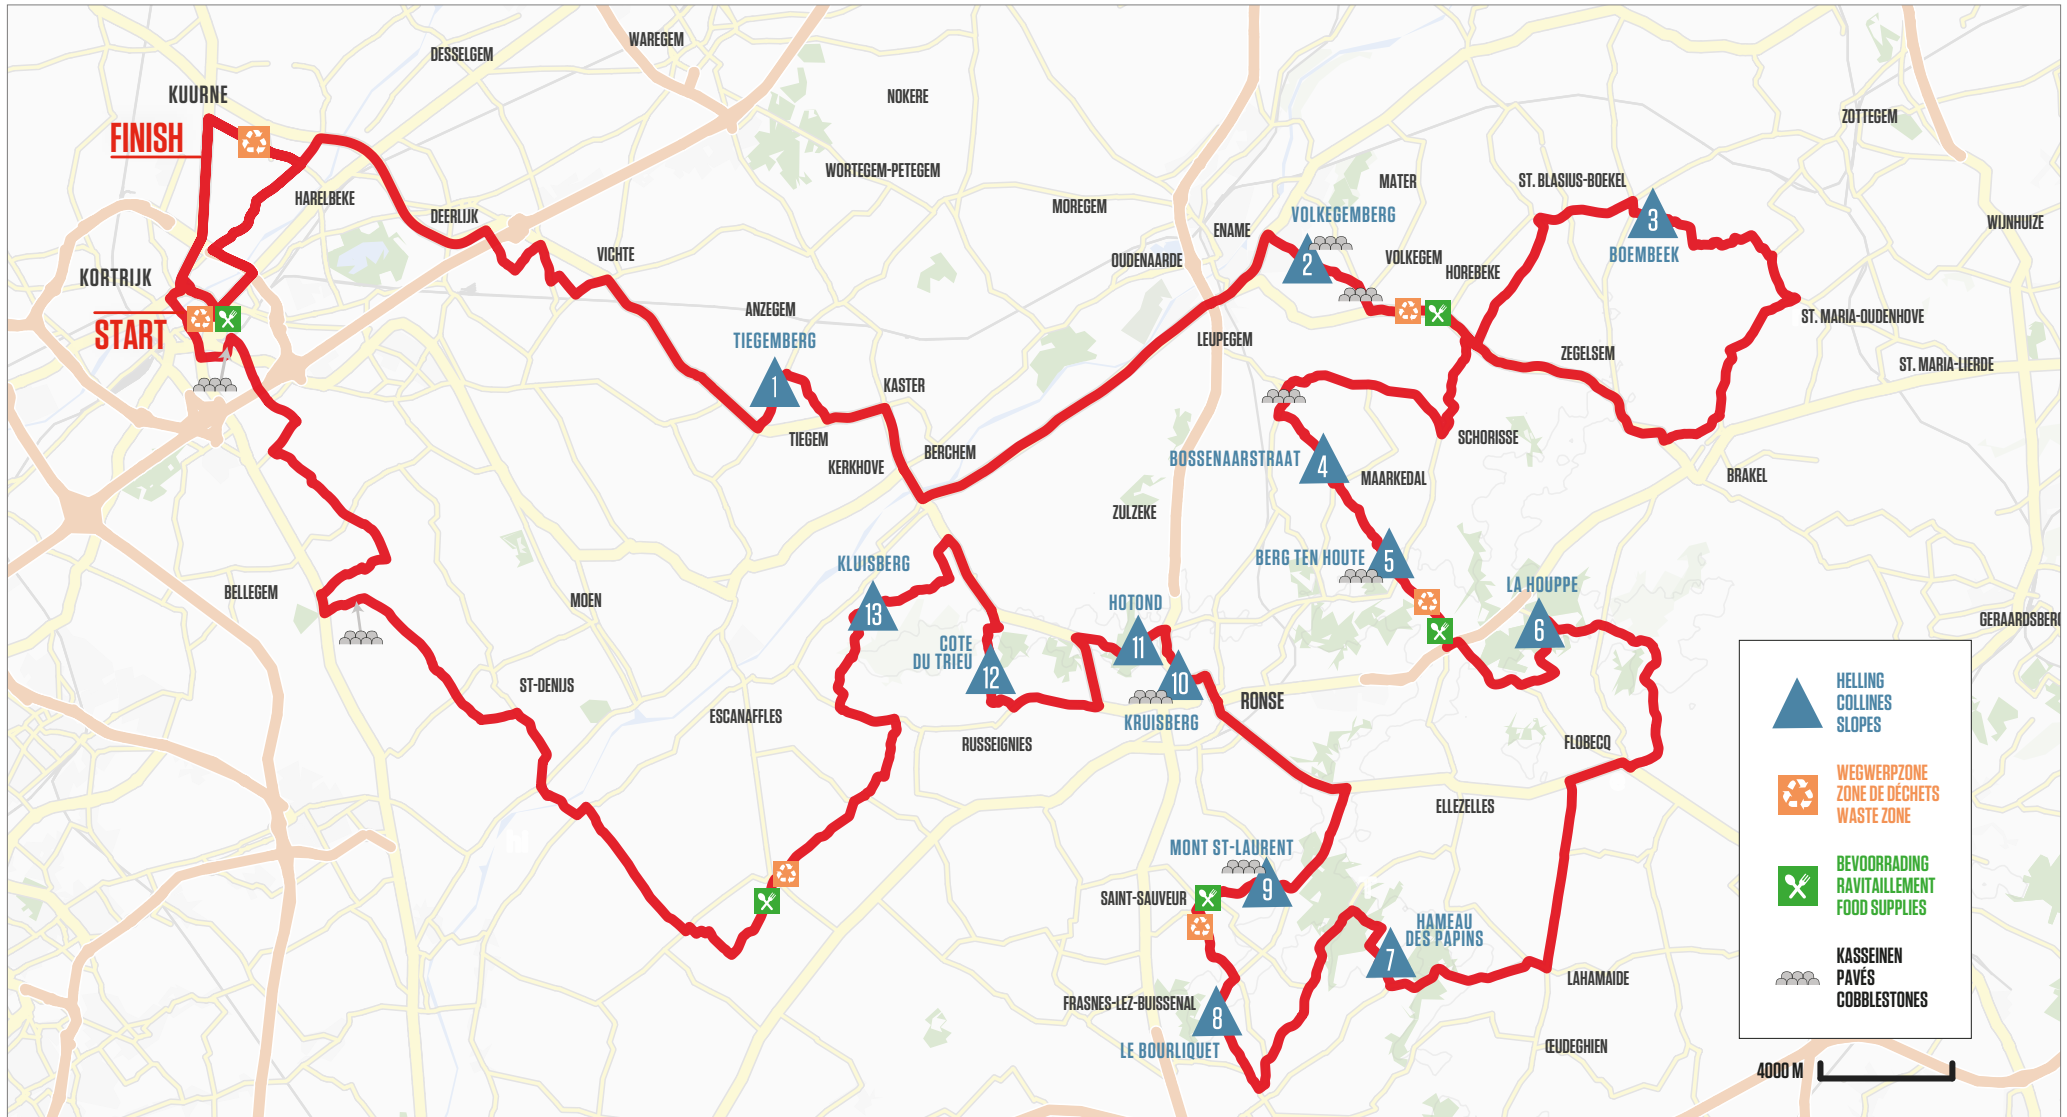 WAREGEM
DESSELGEM
KUURNE
NOKERE
ZOTTEGEM
FINISH
WORTEGEM-PETEGEM
MATER
ST. BLASIUS-BOEKEL
HARELBEKE
DEERLIJK
MOREGEM
VOLKEGEMBERG
3
WIJNHUIZE
ENAME
VICHTE
OUDENAARDE
2
VOLKEGEM
HOREBEKE
BOEMBEEK
KORTRIJK
START
ANZEGEM
TIEGEMBERG
LEUPEGEM
ZEGELSEM
ST. MARIA-OUDENHOVE
ST. MARIA-LIERDE
1
KASTER
TIEGEM
KERKHOVE
BERCHEM
BOSSENAARSTRAAT
4
MAARKEDAL
SCHORISSE
BRAKEL
ZULZEKE
KLUISBERG
BERG TEN HOUTE
5
BELLEGEM
MOEN
13
HOTOND
11
LA HOUPPE
6
GERAARDSBERG
COTE
DU TRIEU
12
10
KRUISBERG
RONSE
ST-DENIJS
ESCANAFFLES
RUSSEIGNIES
FLOBECQ
ELLEZELLES
MONT ST-LAURENT
9
SAINT-SAUVEUR
HAMEAU
DES PAPINS
7
LAHAMAIDE
FRASNES-LEZ-BUISSENAL
8
LE BOURLIQUET
ŒUDEGHIEN
HELLING
COLLINES
SLOPES
WEGWERPZONE
ZONE DE DÉCHETS
WASTE ZONE
BEVOORRADING
RAVITAILLEMENT
FOOD SUPPLIES
KASSEINEN
PAVÉS
COBBLESTONES
4000 M